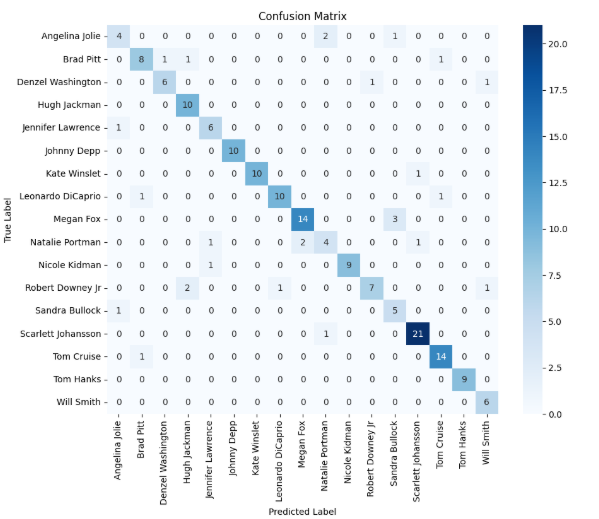 Confusion Matrix
True Label
Angelina Jolie 4 0 0 0 0 0 0 0 0 2 0 0 1 0 0 0 0
Brad Pitt 0 8 1 1 0 0 0 0 0 0 0 0 0 0 1 0 0
Denzel Washington 0 0 6 0 0 0 0 0 0 0 0 1 0 0 0 0 1
Hugh Jackman 0 0 0 10 0 0 0 0 0 0 0 0 0 0 0 0 0
Jennifer Lawrence 1 0 0 0 6 0 0 0 0 0 0 0 0 0 0 0 0
Johnny Depp 0 0 0 0 0 10 0 0 0 0 0 0 0 0 0 0 0
Kate Winslet 0 0 0 0 0 0 10 0 0 0 0 0 0 1 0 0 0
Leonardo DiCaprio 0 1 0 0 0 0 0 10 0 0 0 0 0 0 1 0 0
Megan Fox 0 0 0 0 0 0 0 0 14 0 0 0 3 0 0 0 0
Natalie Portman 0 0 0 0 1 0 0 0 2 4 0 0 0 1 0 0 0
Nicole Kidman 0 0 0 0 1 0 0 0 0 0 9 0 0 0 0 0 0
Robert Downey Jr 0 0 0 2 0 0 0 1 0 0 0 7 0 0 0 0 1
Sandra Bullock 1 0 0 0 0 0 0 0 0 0 0 0 5 0 0 0 0
Scarlett Johansson 0 0 0 0 0 0 0 0 0 1 0 0 0 21 0 0 0
Tom Cruise 0 1 0 0 0 0 0 0 0 0 0 0 0 0 14 0 0
Tom Hanks 0 0 0 0 0 0 0 0 0 0 0 0 0 0 0 9 0
Will Smith 0 0 0 0 0 0 0 0 0 0 0 0 0 0 0 0 6
Angelina Jolie
Brad Pitt
Denzel Washington
Hugh Jackman
Jennifer Lawrence
Johnny Depp
Kate Winslet
Leonardo DiCaprio
Megan Fox
Natalie Portman
Nicole Kidman
Robert Downey Jr
Sandra Bullock
Scarlett Johansson
Tom Cruise
Tom Hanks
Will Smith
Predicted Label
20.0
17.5
15.0
12.5
10.0
7.5
5.0
2.5
0.0